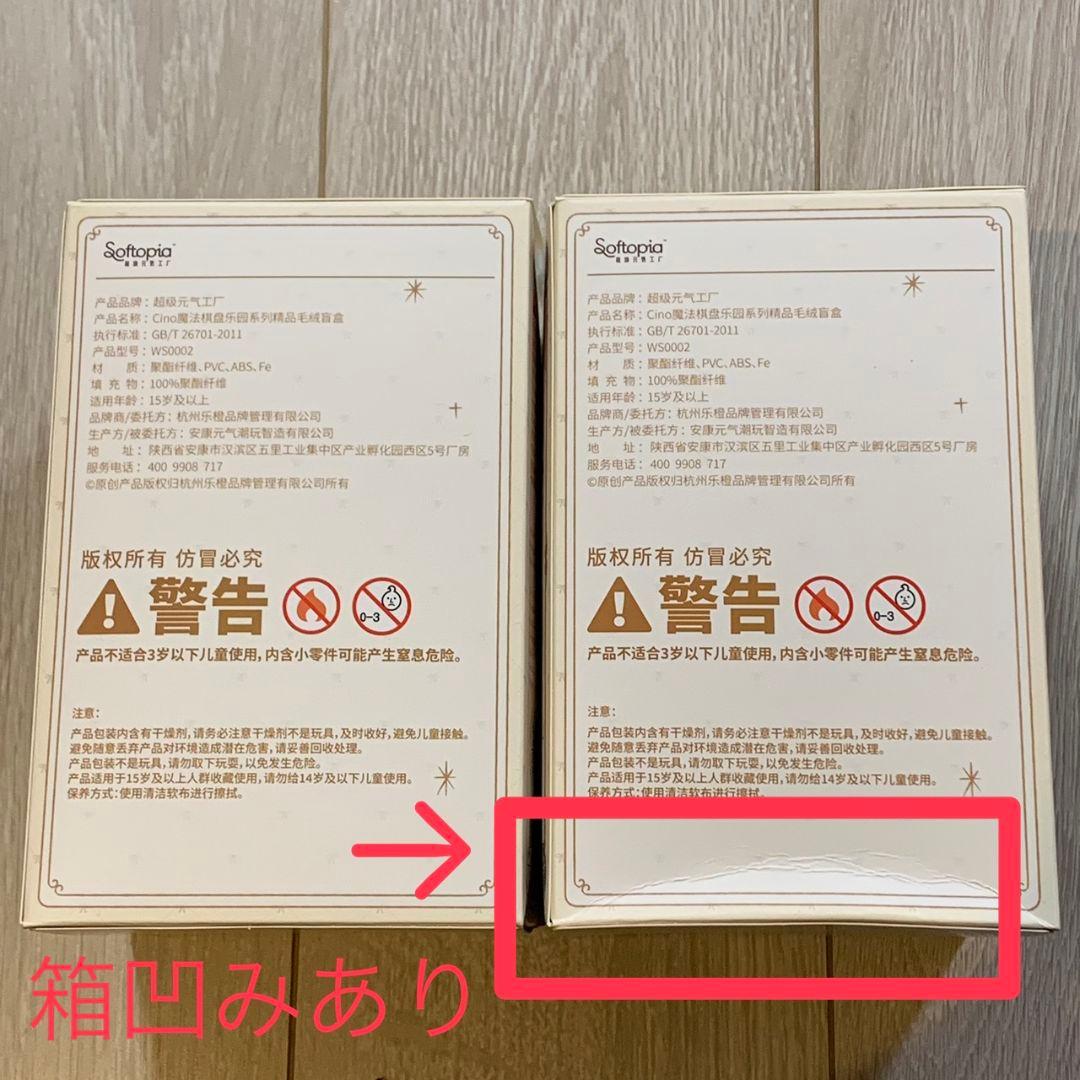 Softopia™
超级元气工厂
产品品牌：超级元气工厂
产品名称：Cino魔法棋盘乐园系列精品毛绒盲盒
执行标准：GB/T 26701-2011
产品型号：WS0002
材 质：聚酯纤维、PVC、ABS、Fe
填 充 物：100%聚酯纤维
适用年龄：15岁及以上
品牌商/委托方：杭州乐橙品牌管理有限公司
生产方/被委托方：安康元气潮玩智造有限公司
地 址：陕西省安康市汉滨区五里工业集中区产业孵化园西区5号厂房
服务电话：400 9908 717
©原创产品版权归杭州乐橙品牌管理有限公司所有
版权所有 仿冒必究
警告
0-3
产品不适合3岁以下儿童使用，内含小零件可能产生窒息危险。
注意：
产品包装内含有干燥剂，请务必注意干燥剂不是玩具，及时收好，避免儿童接触。
避免随意丢弃产品对环境造成潜在危害，请妥善回收处理。
产品包装不是玩具，请勿取下玩耍，以免发生危险。
产品适用于15岁及以上人群收藏使用，请勿给14岁及以下儿童使用。
保养方式：使用清洁软布进行擦拭。
Softopia™
超级元气工厂
产品品牌：超级元气工厂
产品名称：Cino魔法棋盘乐园系列精品毛绒盲盒
执行标准：GB/T 26701-2011
产品型号：WS0002
材 质：聚酯纤维、PVC、ABS、Fe
填 充 物：100%聚酯纤维
适用年龄：15岁及以上
品牌商/委托方：杭州乐橙品牌管理有限公司
生产方/被委托方：安康元气潮玩智造有限公司
地 址：陕西省安康市汉滨区五里工业集中区产业孵化园西区5号厂房
服务电话：400 9908 717
©原创产品版权归杭州乐橙品牌管理有限公司所有
版权所有 仿冒必究
警告
0-3
产品不适合3岁以下儿童使用，内含小零件可能产生窒息危险。
注意：
产品包装内含有干燥剂，请务必注意干燥剂不是玩具，及时收好，避免儿童接触。
避免随意丢弃产品对环境造成潜在危害，请妥善回收处理。
产品包装不是玩具，请勿取下玩耍，以免发生危险。
产品适用于15岁及以上人群收藏使用，请勿给14岁及以下儿童使用。
保养方式：使用清洁软布进行擦拭。
箱凹みあり